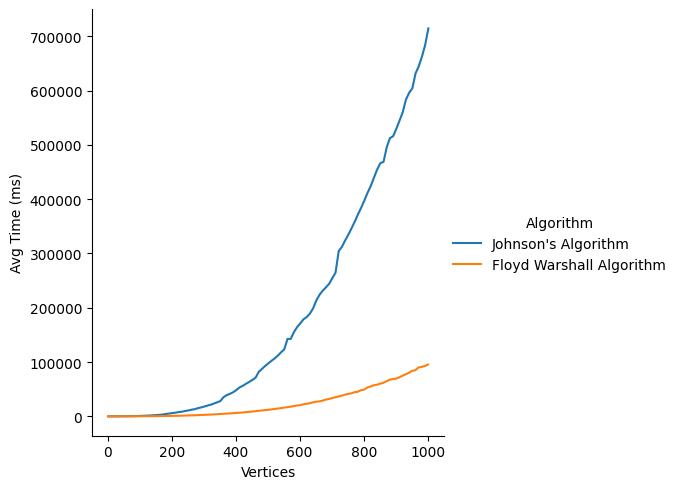 700000
600000
500000
400000
300000
200000
100000
0
Avg Time (ms)
0 200 400 600 800 1000
Vertices
Algorithm
Johnson's Algorithm
Floyd Warshall Algorithm